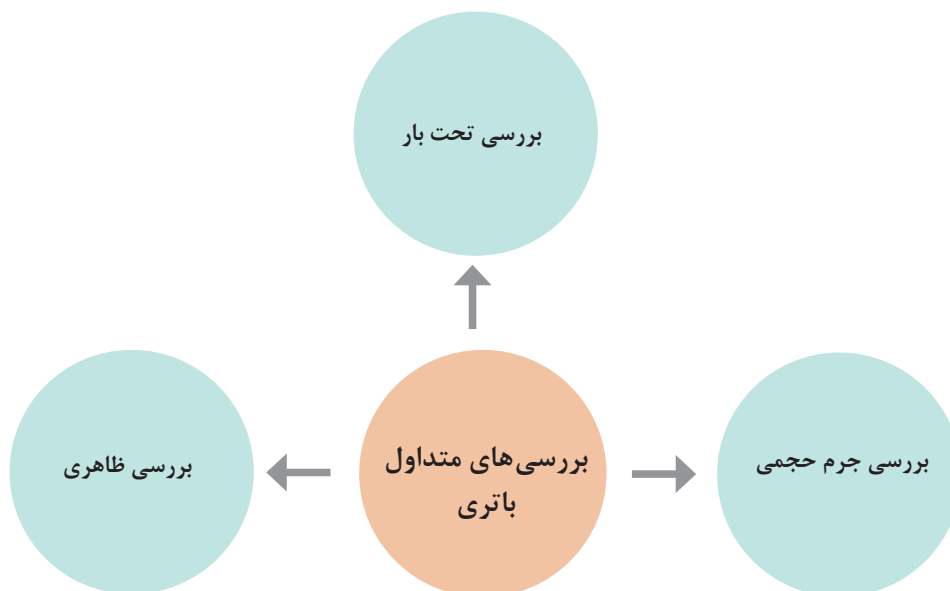 بررسی تحت بار
بررسی جرم حجمی
بررسی‌های متداول
باتری
بررسی ظاهری